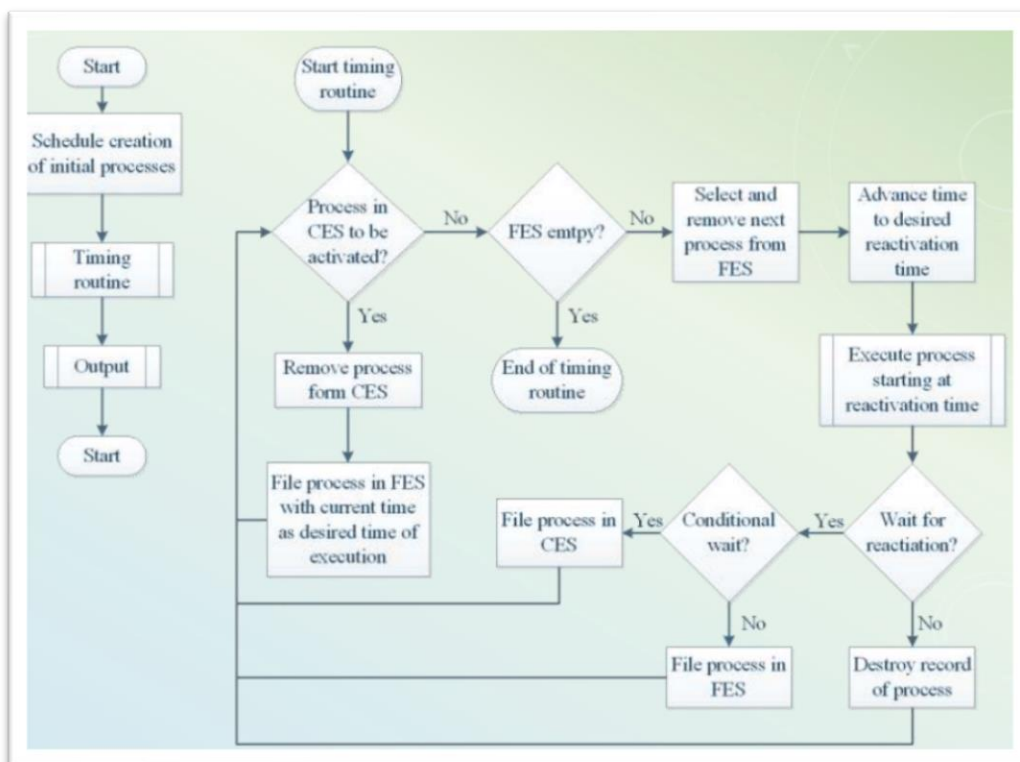 Start
Schedule creation
of initial processes
Timing
routine
Output
Start
Start timing
routine
Process in
CES to be
activated?
No
FES emtpy?
No
Select and
remove next
process from
FES
Advance time
to desired
reactivation
time
Yes
Remove process
form CES
Yes
End of timing
routine
Execute process
starting at
reactivation time
File process in FES
with current time
as desired time of
execution
File process in
CES
Yes
Conditional
wait?
Yes
Wait for
reactiation?
No
File process in
FES
No
Destroy record
of process